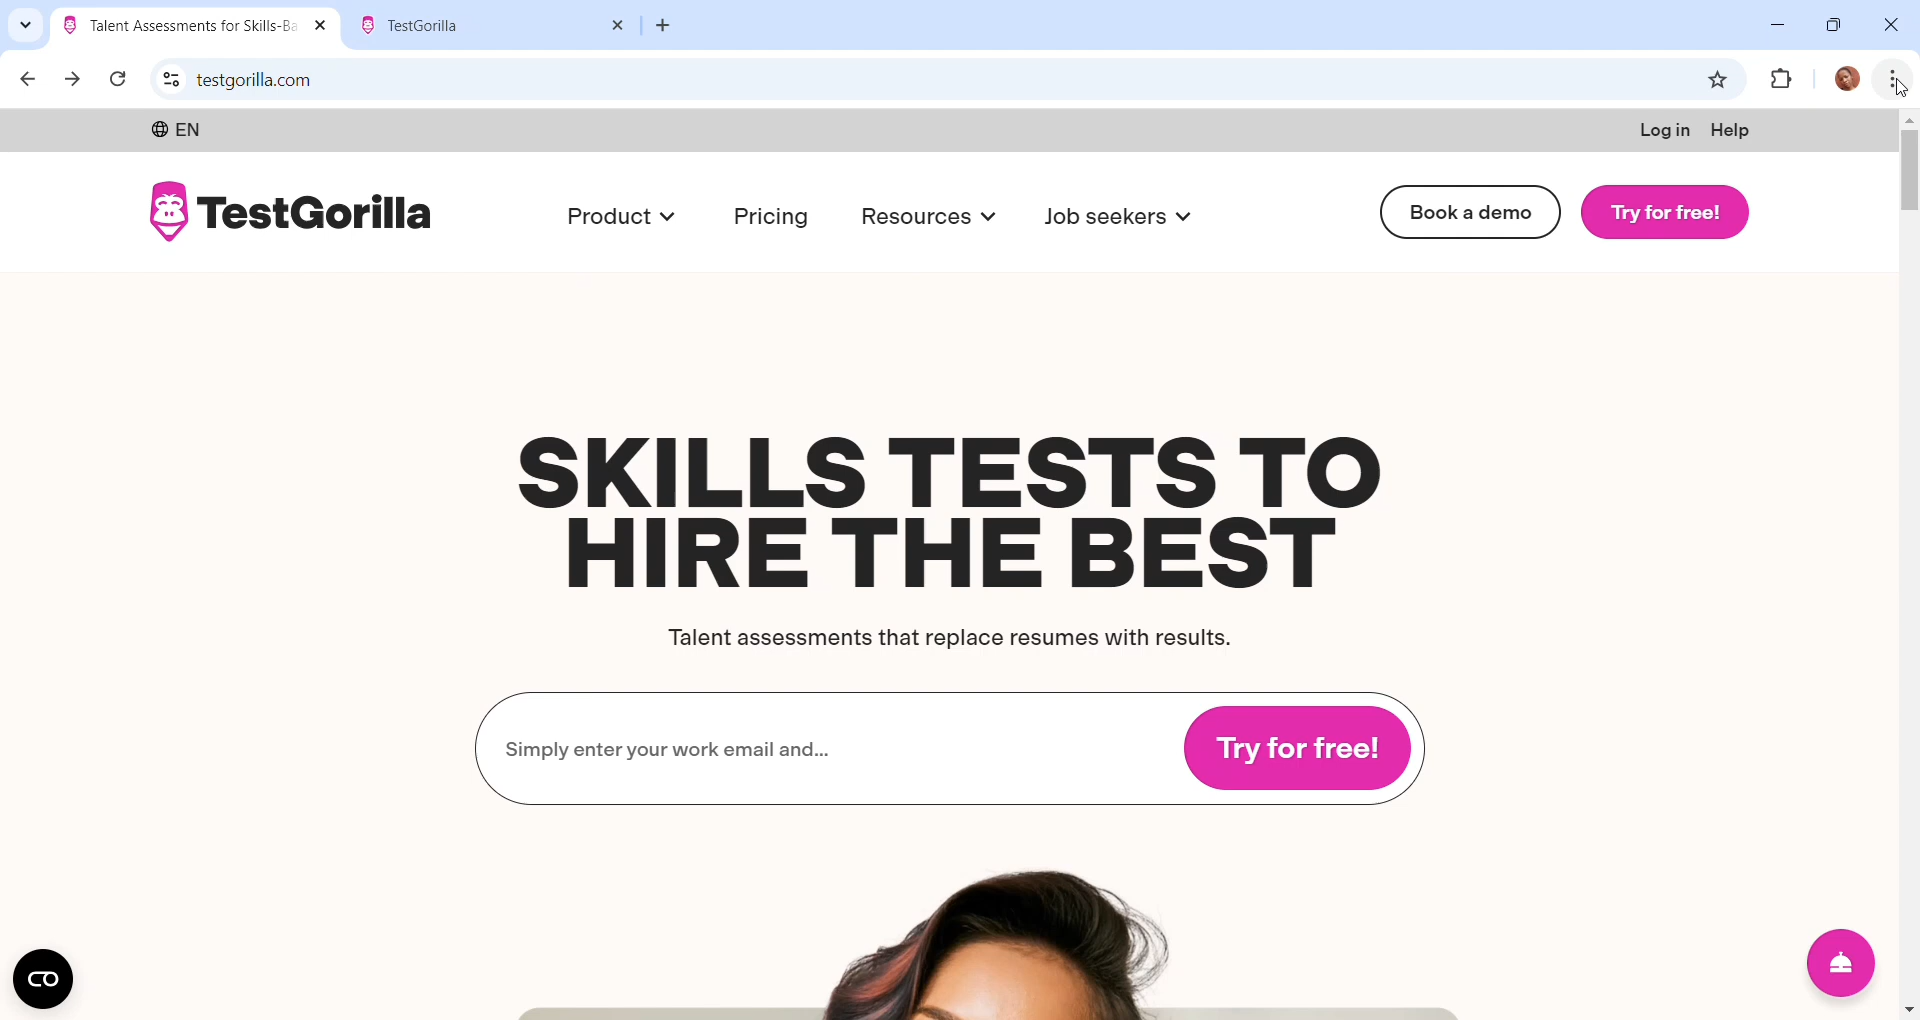 Talent Assessments for Skills-Ba
TestGorilla
testgorilla.com
EN
Log in Help
TestGorilla
Product Pricing Resources Job seekers
Book a demo
Try for free!
SKILLS TESTS TO
HIRE THE BEST
Talent assessments that replace resumes with results.
Simply enter your work email and...
Try for free!